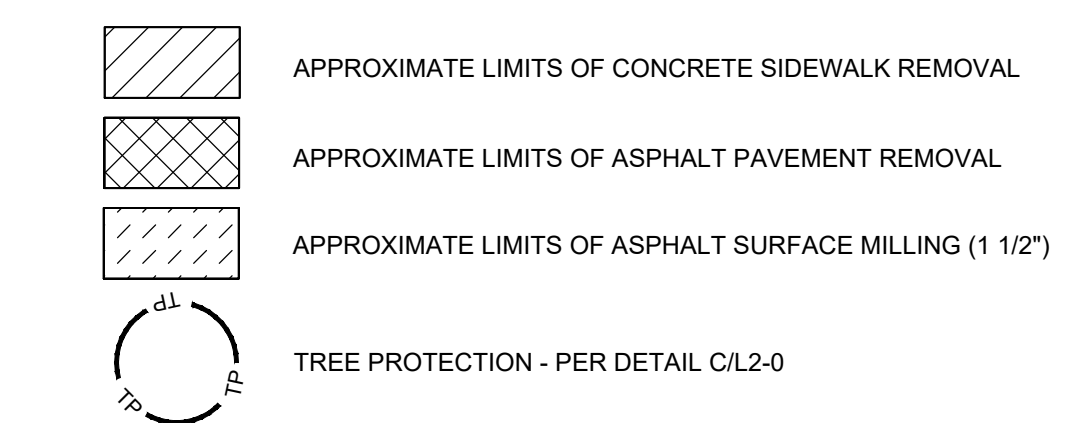 APPROXIMATE LIMITS OF CONCRETE SIDEWALK REMOVAL
APPROXIMATE LIMITS OF ASPHALT PAVEMENT REMOVAL
APPROXIMATE LIMITS OF ASPHALT SURFACE MILLING (1 1/2")
TP
TP
TP
TREE PROTECTION - PER DETAIL C/L2-0